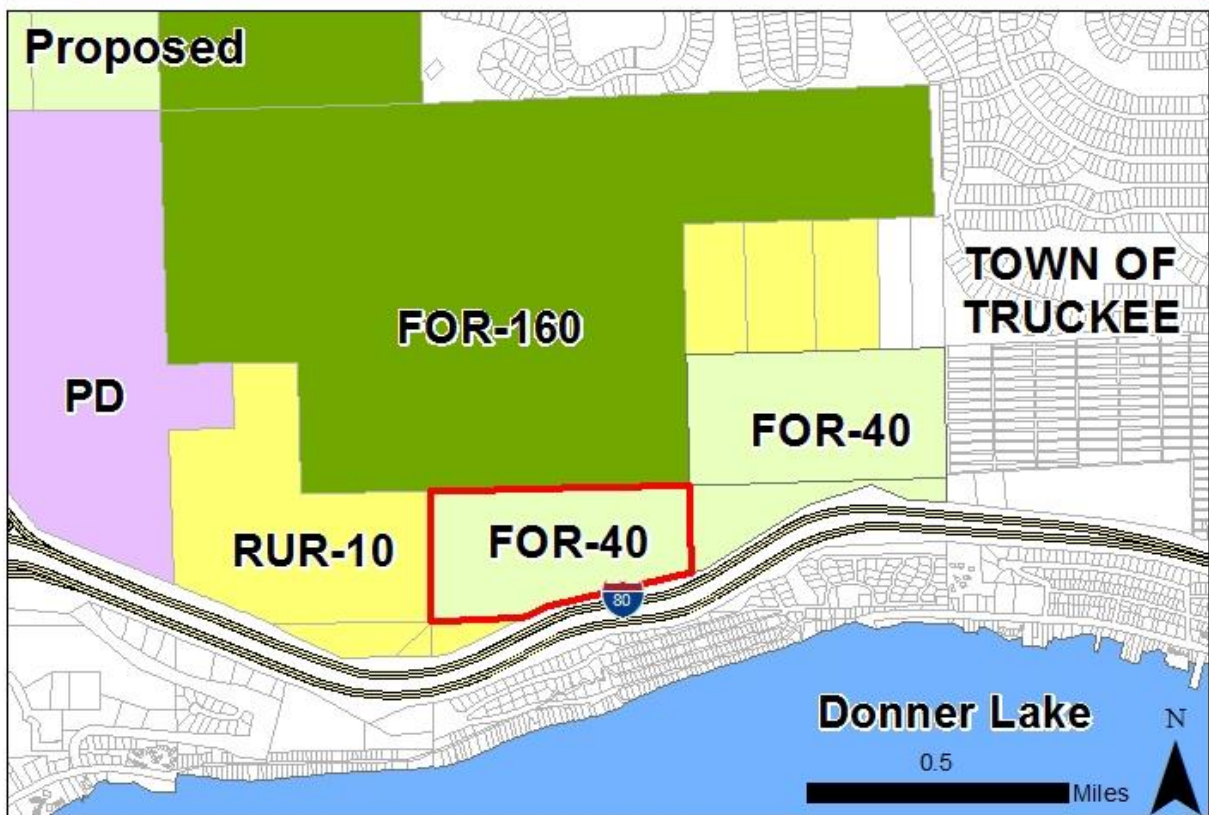 Proposed
TOWN OF
TRUCKEE
FOR-160
PD
FOR-40
RUR-10
FOR-40
80
Donner Lake
N
0.5
Miles